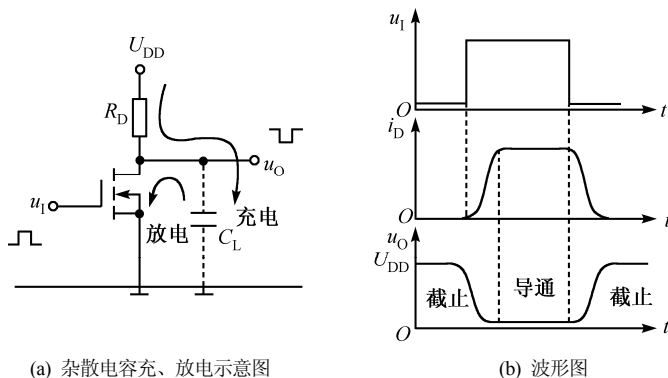 U_DD
R_D
u_O
u_I
放电
充电
C_L
(a) 杂散电容充、放电示意图
u_I
O
t
i_D
O
t
u_O
U_DD
截止
导通
截止
O
t
(b) 波形图